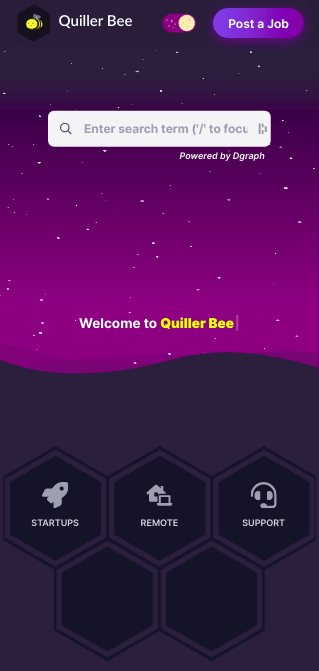 Quiller Bee
Post a Job
Enter search term ('/' to focu
Powered by Dgraph
Welcome to Quiller Bee
STARTUPS
REMOTE
SUPPORT